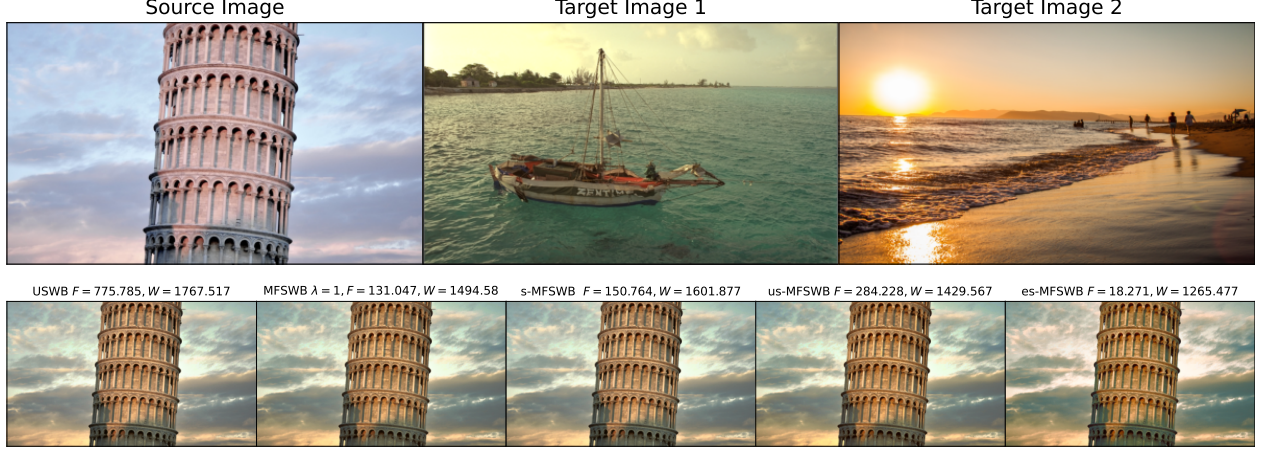 Source Image
Target Image 1
Target Image 2
USWB F = 775.785, W = 1767.517
MFSWB λ = 1, F = 131.047, W = 1494.58
s-MFSWB F = 150.764, W = 1601.877
us-MFSWB F = 284.228, W = 1429.567
es-MFSWB F = 18.271, W = 1265.477